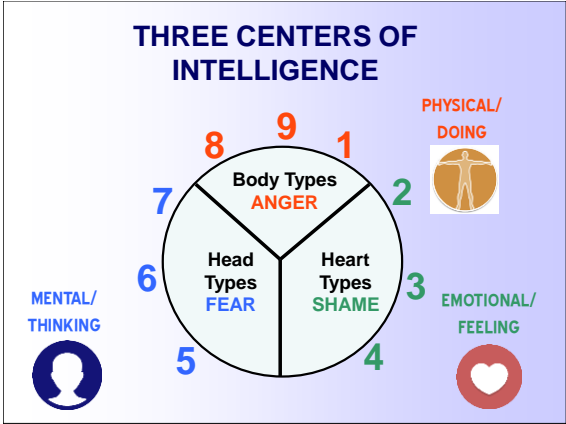 THREE CENTERS OF
INTELLIGENCE
PHYSICAL/
DOING
9
8
1
Body Types
ANGER
7
2
Head
Types
FEAR
Heart
Types
SHAME
6
3
MENTAL/
THINKING
EMOTIONAL/
FEELING
5
4